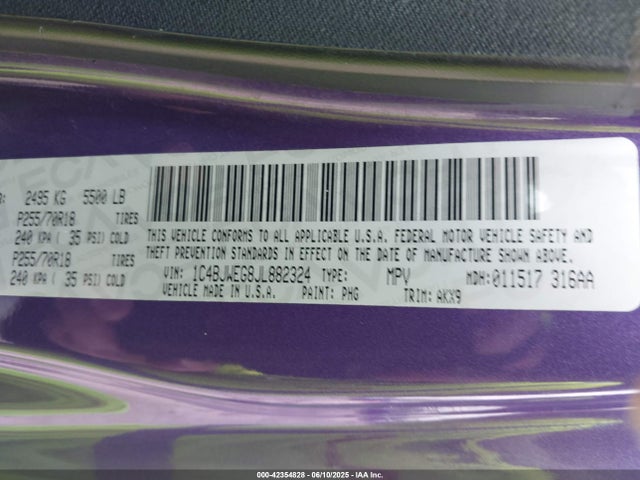 R: 2495 KG 5500 LB
P255/70R18 TIRES
240 KPA ( 35 PSI) COLD
P255/70R18 TIRES
240 KPA ( 35 PSI) COLD
THIS VEHICLE CONFORMS TO ALL APPLICABLE U.S.A. FEDERAL MOTOR VEHICLE SAFETY AND
THEFT PREVENTION STANDARDS IN EFFECT ON THE DATE OF MANUFACTURE SHOWN ABOVE.
VIN: 1C4BJWEG8JL882324 TYPE: MPV MDH: 011517 316AA
VEHICLE MADE IN U.S.A. PAINT: PHG TRIM: AKX9
000-42354828 - 06/10/2025 - IAA Inc.